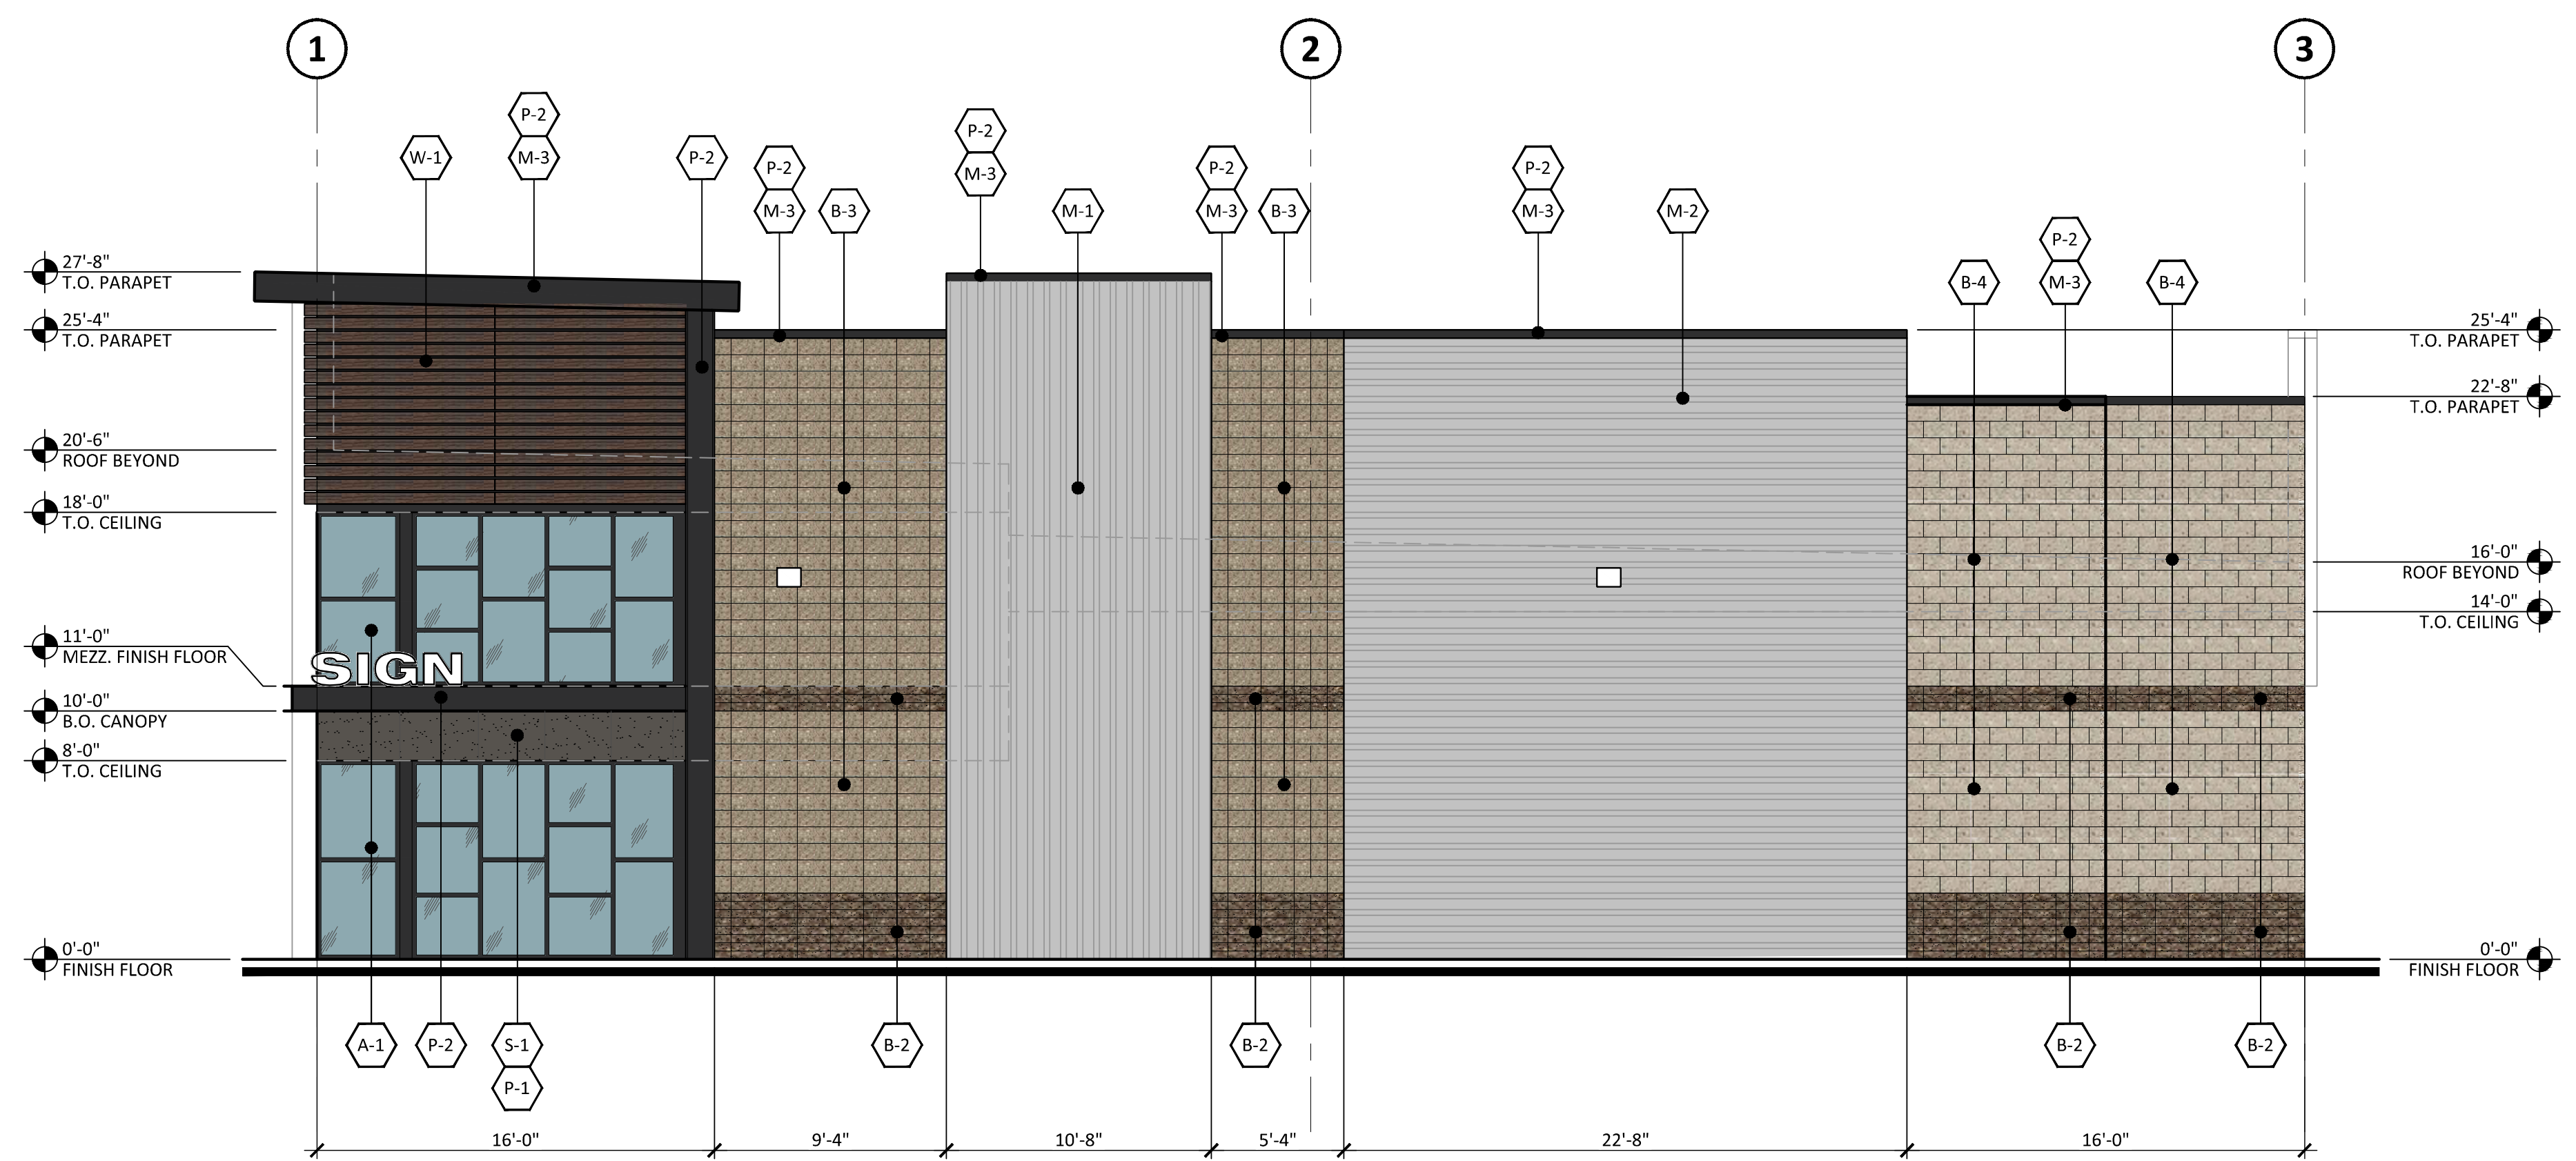 1
2
3
P-2
M-3
W-1
P-2
P-2
M-3
B-3
P-2
M-3
M-1
P-2
M-3
B-3
P-2
M-3
M-2
B-4
P-2
M-3
B-4
27'-8"
T.O. PARAPET
25'-4"
T.O. PARAPET
20'-6"
ROOF BEYOND
18'-0"
T.O. CEILING
11'-0"
MEZZ. FINISH FLOOR
10'-0"
B.O. CANOPY
8'-0"
T.O. CEILING
0'-0"
FINISH FLOOR
SIGN
25'-4"
T.O. PARAPET
22'-8"
T.O. PARAPET
16'-0"
ROOF BEYOND
14'-0"
T.O. CEILING
0'-0"
FINISH FLOOR
A-1
P-2
S-1
P-1
B-2
B-2
B-2
B-2
16'-0"
9'-4"
10'-8"
5'-4"
22'-8"
16'-0"